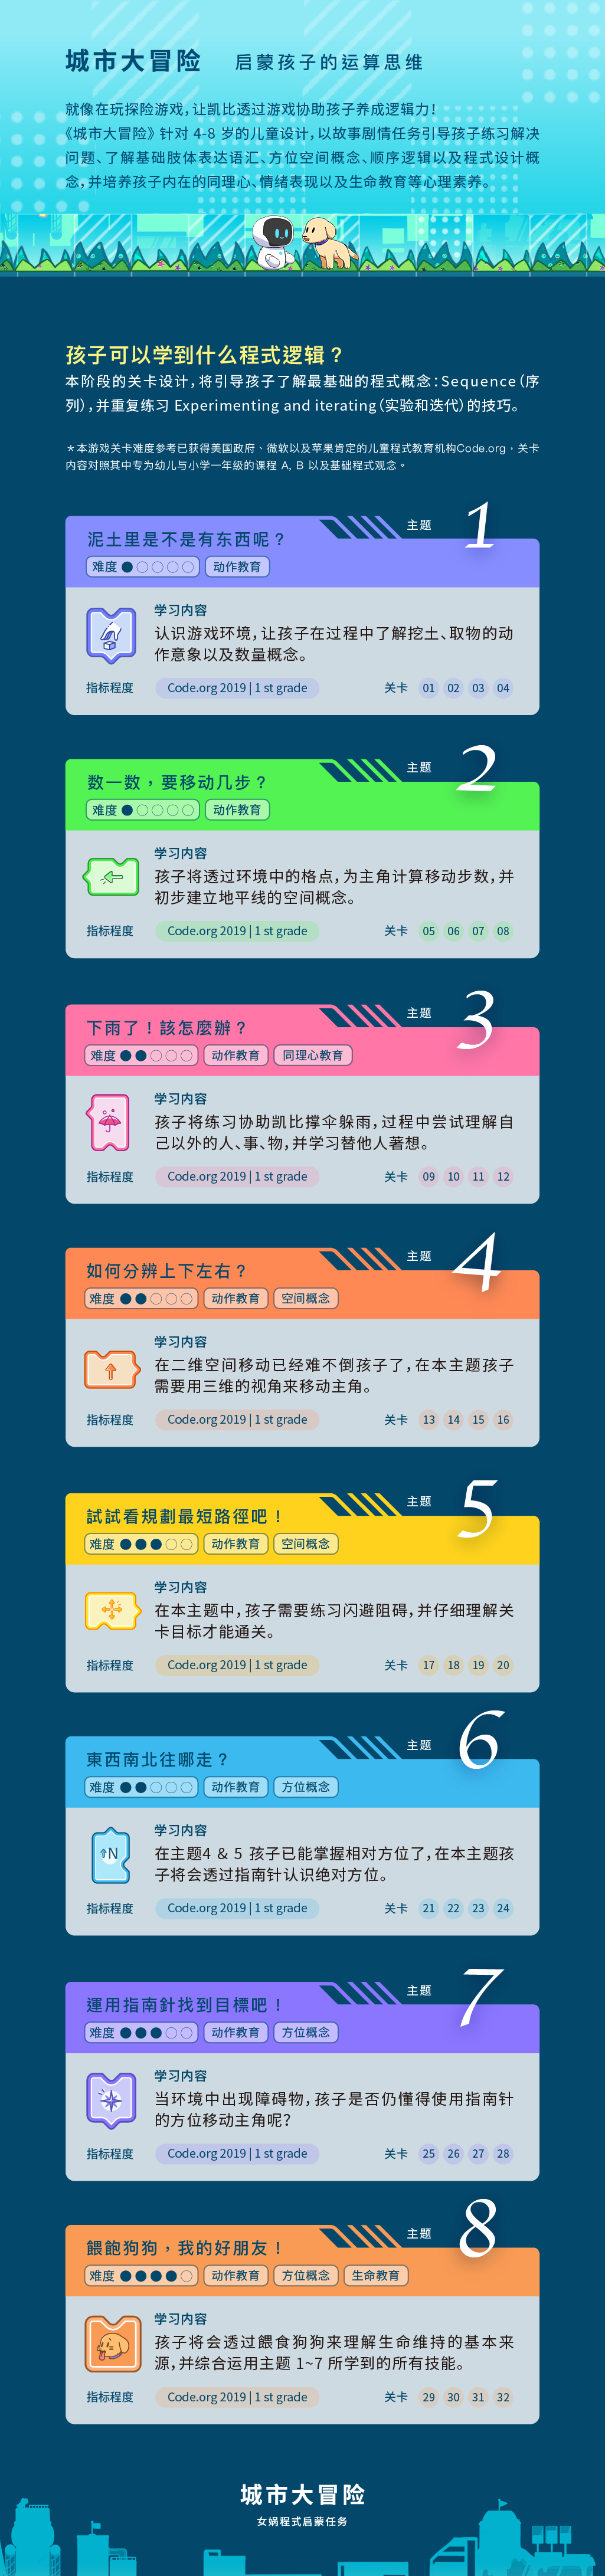 城市大冒险 启蒙孩子的运算思维
就像在玩探险游戏,让凯比透过游戏协助孩子养成逻辑力!
《城市大冒险》针对 4-8 岁的儿童设计,以故事剧情任务引导孩子练习解决
问题、了解基础肢体表达语汇、方位空间概念、顺序逻辑以及程式设计概
念,并培养孩子内在的同理心、情绪表现以及生命教育等心理素养。
孩子可以学到什么程式逻辑？
本阶段的关卡设计,将引导孩子了解最基础的程式概念：Sequence（序
列）,并重复练习 Experimenting and iterating（实验和迭代）的技巧。
＊本游戏关卡难度参考已获得美国政府、微软以及苹果肯定的儿童程式教育机构Code.org，关卡
内容对照其中专为幼儿与小学一年级的课程 A, B 以及基础程式观念。
主题 1
泥土里是不是有东西呢？
难度 ●○○○○ 动作教育
学习内容
认识游戏环境,让孩子在过程中了解挖土、取物的动
作意象以及数量概念。
指标程度 Code.org 2019 | 1 st grade 关卡 01 02 03 04
主题 2
数一数，要移动几步？
难度 ●○○○○ 动作教育
学习内容
孩子将透过环境中的格点,为主角计算移动步数,并
初步建立地平线的空间概念。
指标程度 Code.org 2019 | 1 st grade 关卡 05 06 07 08
主题 3
下雨了！該怎麼辦？
难度 ●●○○○ 动作教育 同理心教育
学习内容
孩子将练习协助凯比撑伞躲雨,过程中尝试理解自
己以外的人、事、物,并学习替他人著想。
指标程度 Code.org 2019 | 1 st grade 关卡 09 10 11 12
主题 4
如何分辨上下左右？
难度 ●●○○○ 动作教育 空间概念
学习内容
在二维空间移动已经难不倒孩子了,在本主题孩子
需要用三维的视角来移动主角。
指标程度 Code.org 2019 | 1 st grade 关卡 13 14 15 16
主题 5
試試看規劃最短路徑吧！
难度 ●●●○○ 动作教育 空间概念
学习内容
在本主题中,孩子需要练习闪避阻碍,并仔细理解关
卡目标才能通关。
指标程度 Code.org 2019 | 1 st grade 关卡 17 18 19 20
主题 6
東西南北往哪走？
难度 ●●○○○ 动作教育 方位概念
学习内容
N
在主题4 & 5 孩子已能掌握相对方位了,在本主题孩
子将会透过指南针认识绝对方位。
指标程度 Code.org 2019 | 1 st grade 关卡 21 22 23 24
主题 7
運用指南針找到目標吧！
难度 ●●●○○ 动作教育 方位概念
学习内容
当环境中出现障碍物,孩子是否仍懂得使用指南针
的方位移动主角呢?
指标程度 Code.org 2019 | 1 st grade 关卡 25 26 27 28
主题 8
餵飽狗狗，我的好朋友！
难度 ●●●●○ 动作教育 方位概念 生命教育
学习内容
孩子将会透过餵食狗狗来理解生命维持的基本来
源,并综合运用主题 1~7 所学到的所有技能。
指标程度 Code.org 2019 | 1 st grade 关卡 29 30 31 32
城市大冒险
女娲程式启蒙任务